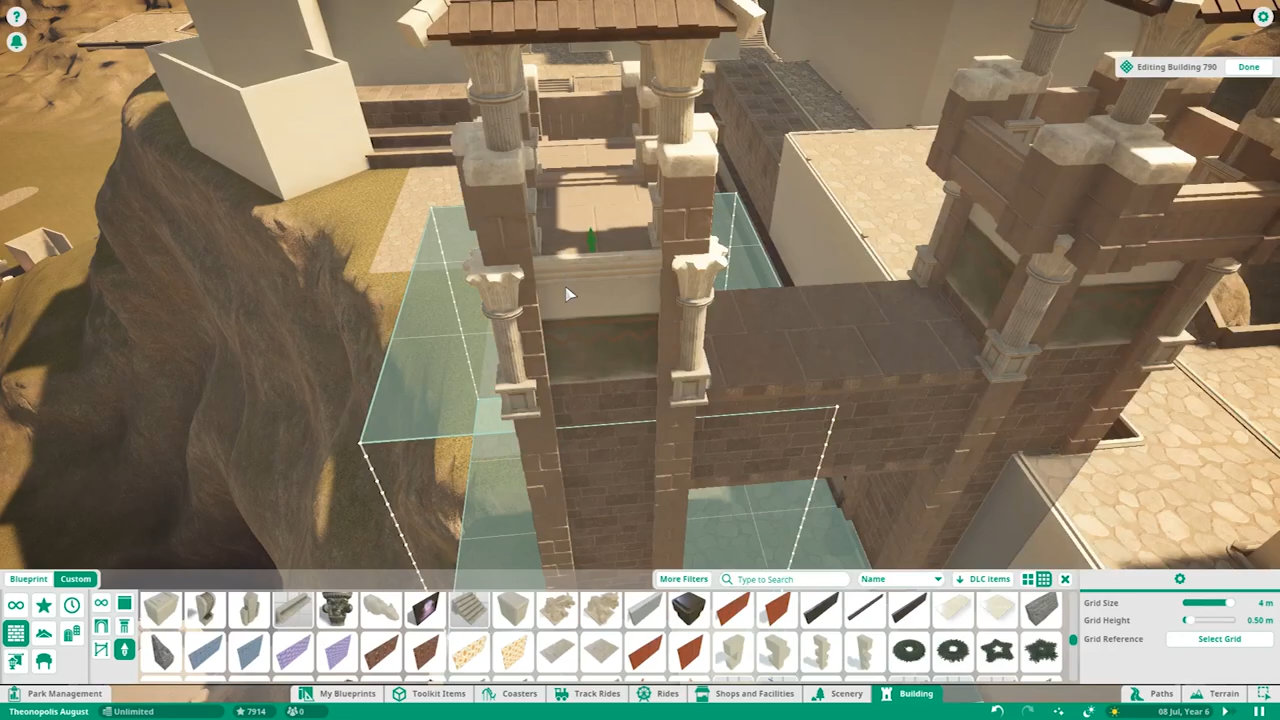 ?
Editing Building 790 Done
Blueprint Custom
More Filters Type to Search Name DLC items
Grid Size 4 m
Grid Height 0.50 m
Grid Reference Select Grid
Park Management My Blueprints Toolkit Items Coasters Track Rides Rides Shops and Facilities Scenery Building Paths Terrain
Theonopolis August Unlimited 7914 0 08 Jul, Year 6